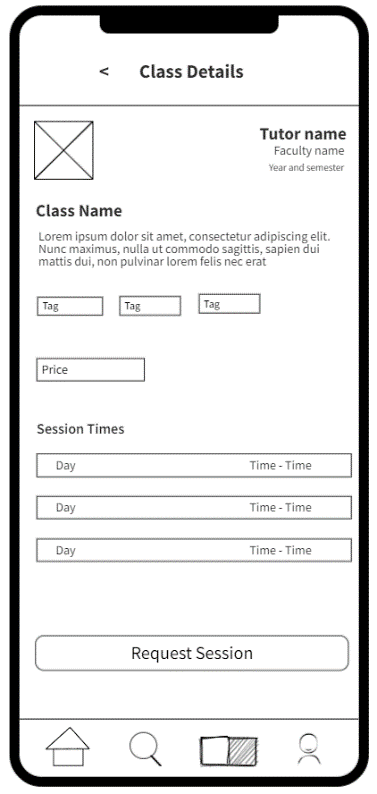 < Class Details
Tutor name
Faculty name
Year and semester
Class Name
Lorem ipsum dolor sit amet, consectetur adipiscing elit.
Nunc maximus, nulla ut commodo sagittis, sapien dui
mattis dui, non pulvinar lorem felis nec erat
Tag Tag Tag
Price
Session Times
Day Time - Time
Day Time - Time
Day Time - Time
Request Session